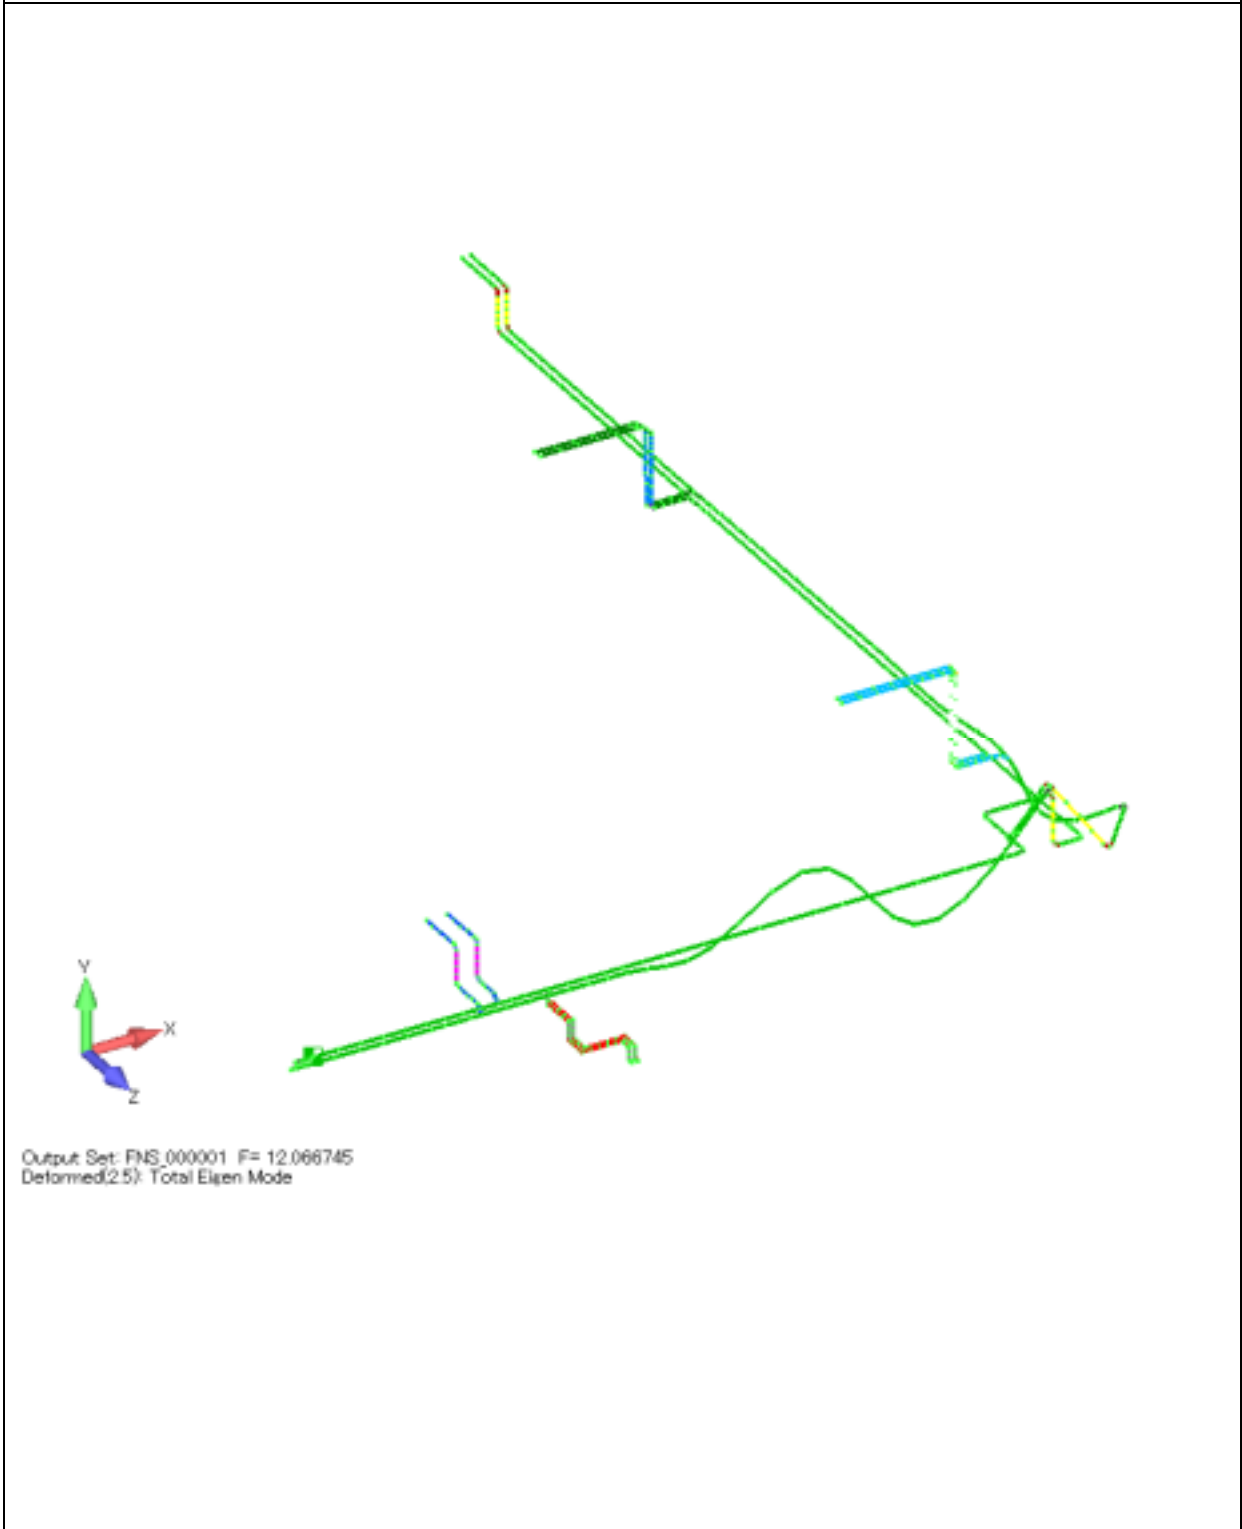 Y
X
Z
Output Set: FNS_000001 F= 12.066745
Deformed(2.5): Total Eigen Mode